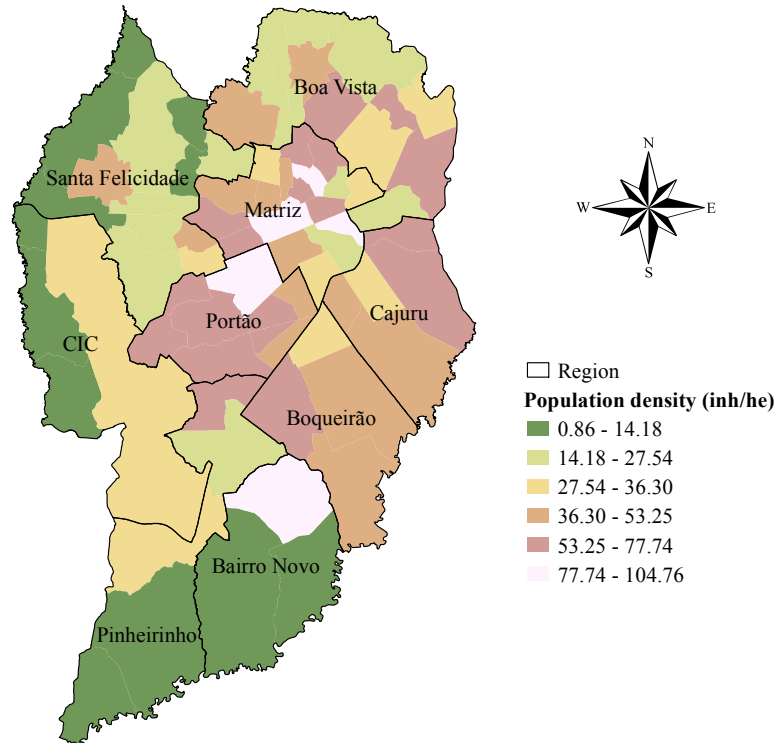 Boa Vista
Santa Felicidade
Matriz
Portão
Cajuru
CIC
Boqueirão
Bairro Novo
Pinheirinho
N
W E
S
Region
Population density (inh/he)
0.86 - 14.18
14.18 - 27.54
27.54 - 36.30
36.30 - 53.25
53.25 - 77.74
77.74 - 104.76